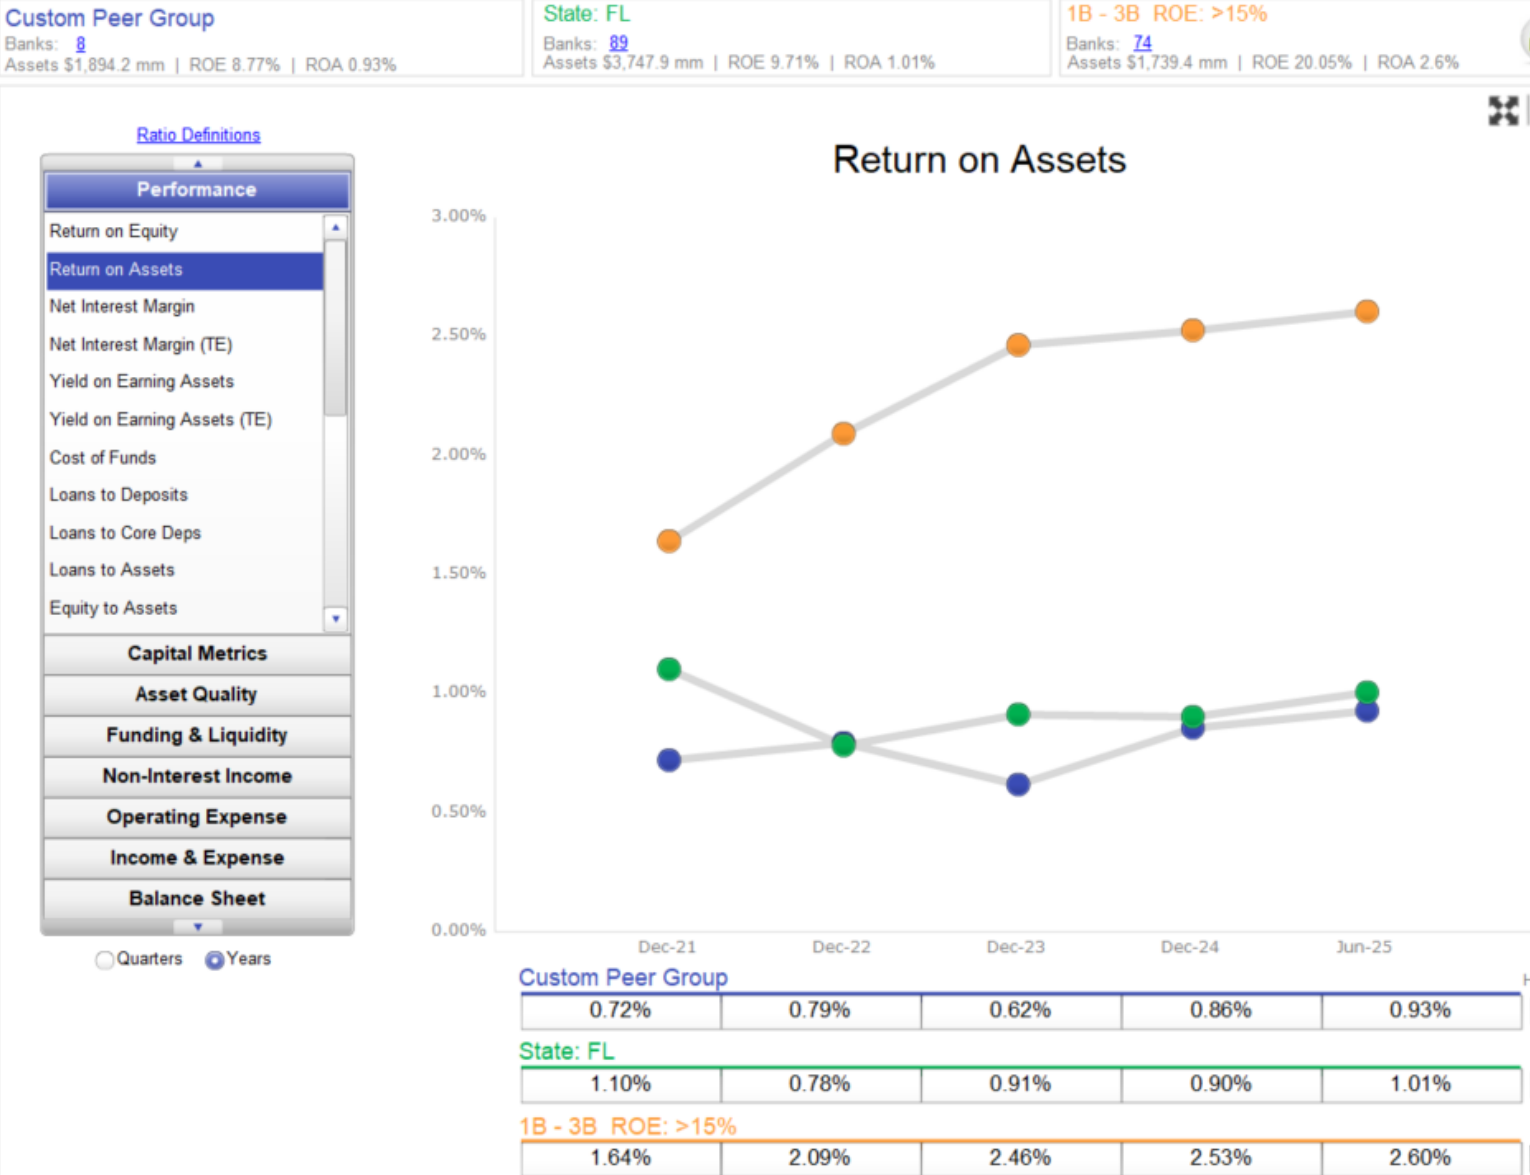 Custom Peer Group
Banks: 8
Assets $1,894.2 mm | ROE 8.77% | ROA 0.93%
State: FL
Banks: 89
Assets $3,747.9 mm | ROE 9.71% | ROA 1.01%
1B - 3B ROE: >15%
Banks: 74
Assets $1,739.4 mm | ROE 20.05% | ROA 2.6%
Ratio Definitions
Performance
Return on Equity
Return on Assets
Net Interest Margin
Net Interest Margin (TE)
Yield on Earning Assets
Yield on Earning Assets (TE)
Cost of Funds
Loans to Deposits
Loans to Core Deps
Loans to Assets
Equity to Assets
Capital Metrics
Asset Quality
Funding & Liquidity
Non-Interest Income
Operating Expense
Income & Expense
Balance Sheet
Quarters Years
Return on Assets
3.00%
2.50%
2.00%
1.50%
1.00%
0.50%
0.00%
Dec-21 Dec-22 Dec-23 Dec-24 Jun-25
Custom Peer Group
0.72% 0.79% 0.62% 0.86% 0.93%
State: FL
1.10% 0.78% 0.91% 0.90% 1.01%
1B - 3B ROE: >15%
1.64% 2.09% 2.46% 2.53% 2.60%